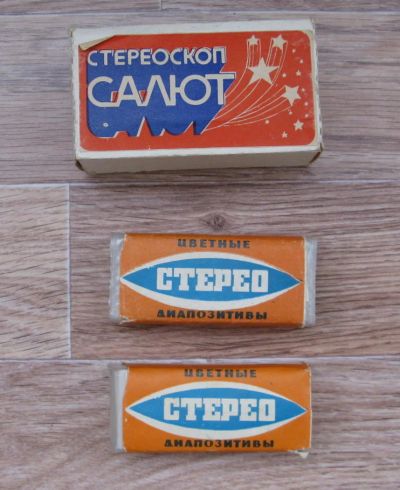 СТЕРЕОСКОП
САЛЮТ
ЦВЕТНЫЕ
СТЕРЕО
ДИАПОЗИТИВЫ
ЦВЕТНЫЕ
СТЕРЕО
ДИАПОЗИТИВЫ